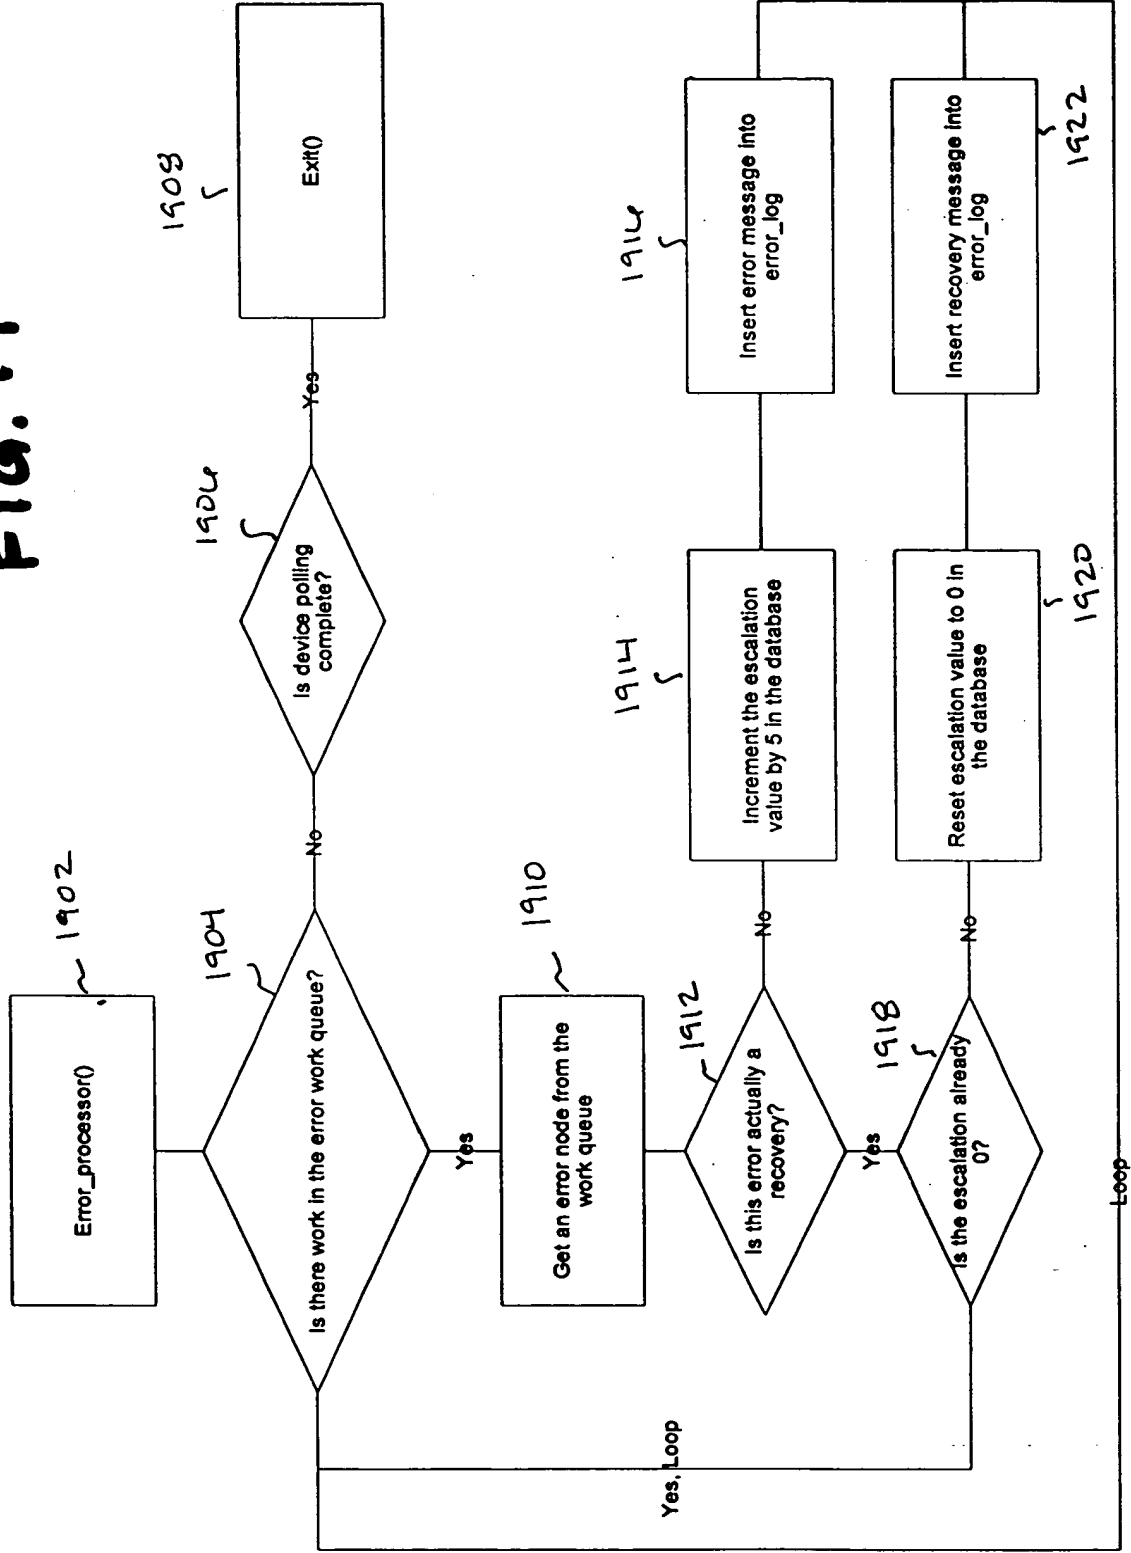 FIG.
Error_processor()
1902
1904
1906
1908
Is there work in the error work queue?
No
Is device polling
complete?
Yes
Exit()
Yes
1910
Get an error node from the
work queue
1912
1914
1916
Yes, Loop
Is this error actually a
recovery?
No
Increment the escalation
value by 5 in the database
Insert error message into
error_log
Yes
1918
Is the escalation already
0?
No
Reset escalation value to 0 in
the database
Insert recovery message into
error_log
1920
1922
Loop